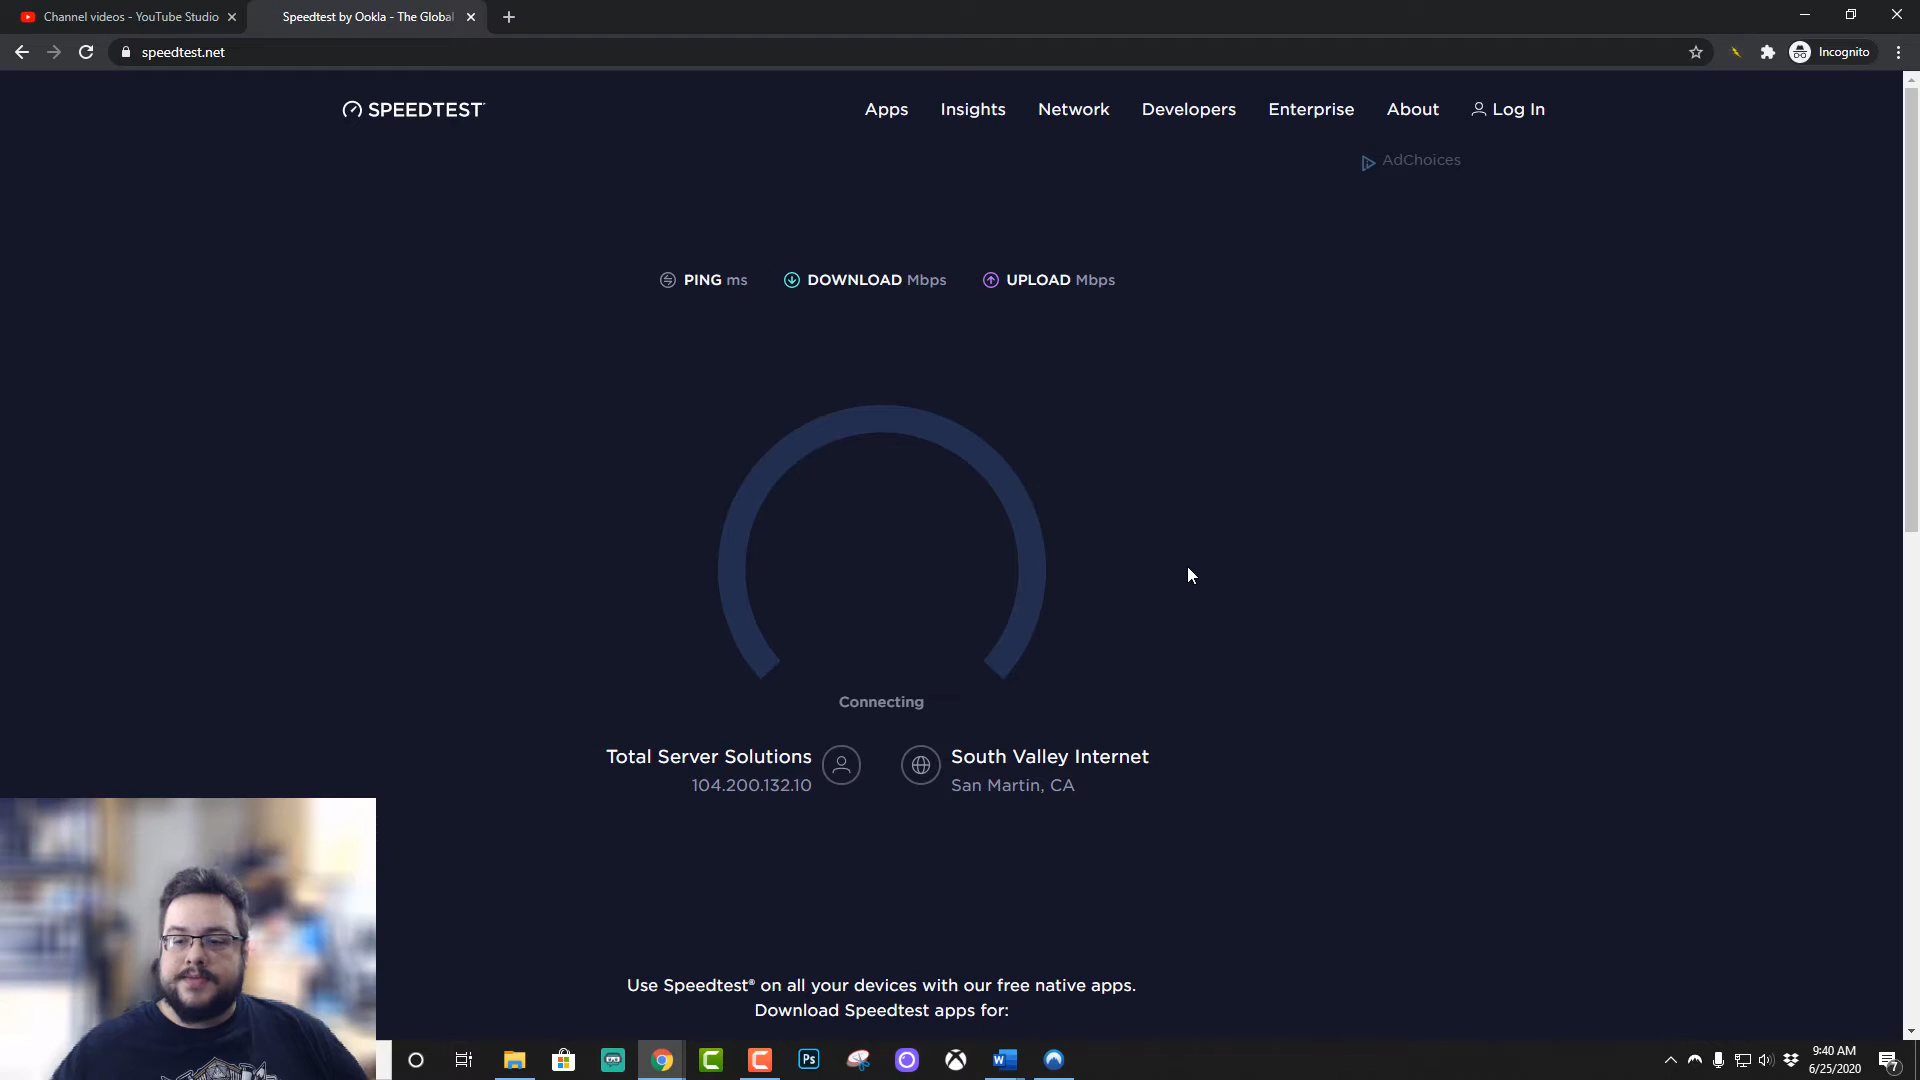 Channel videos - YouTube Studio
Speedtest by Ookla - The Global
speedtest.net
Incognito
SPEEDTEST
Apps
Insights
Network
Developers
Enterprise
About
Log In
AdChoices
PING ms
DOWNLOAD Mbps
UPLOAD Mbps
Connecting
Total Server Solutions
104.200.132.10
South Valley Internet
San Martin, CA
Use Speedtest® on all your devices with our free native apps.
Download Speedtest apps for:
Ps
W
9:40 AM
6/25/2020
7